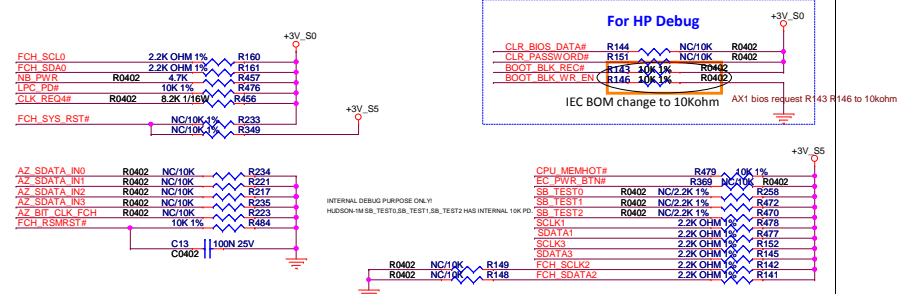 For HP Debug
+3V_S0
CLR_BIOS_DATA# R144 NC/10K R0402
CLR_PASSWORD# R151 NC/10K R0402
BOOT_BLK_REC# R143 10K 1% R0402
BOOT_BLK_WR_EN R146 10K 1% R0402
IEC BOM change to 10Kohm
AX1 bios request R143 R146 to 10kohm
+3V_S0
FCH_SCL0 2.2K OHM 1% R160
FCH_SDA0 2.2K OHM 1% R161
NB_PWR R0402 4.7K R457
LPC_PD# 10K 1% R476
CLK_REQ4# R0402 8.2K 1/16W R456
+3V_S5
FCH_SYS_RST# NC/10K 1% R233
NC/10K 1% R349
AZ_SDATA_IN0 R0402 NC/10K R234
AZ_SDATA_IN1 R0402 NC/10K R221
AZ_SDATA_IN2 R0402 NC/10K R217
AZ_SDATA_IN3 R0402 NC/10K R235
AZ_BIT_CLK_FCH R0402 NC/10K R223
FCH_RSMRST# 10K 1% R484
C13 100N 25V
C0402
INTERNAL DEBUG PURPOSE ONLY!
HUDSON-1M SB_TEST0,SB_TEST1,SB_TEST2 HAS INTERNAL 10K PD.
+3V_S5
CPU_MEMHOT# R479 10K 1%
EC_PWR_BTN# R369 NC/10K R0402
SB_TEST0 R0402 NC/2.2K 1% R258
SB_TEST1 R0402 NC/2.2K 1% R472
SB_TEST2 R0402 NC/2.2K 1% R470
SCLK1 2.2K OHM 1% R478
SDATA1 2.2K OHM 1% R477
SCLK3 2.2K OHM 1% R152
SDATA3 2.2K OHM 1% R145
R0402 NC/10K R149 FCH_SCLK2 2.2K OHM 1% R142
R0402 NC/10K R148 FCH_SDATA2 2.2K OHM 1% R141